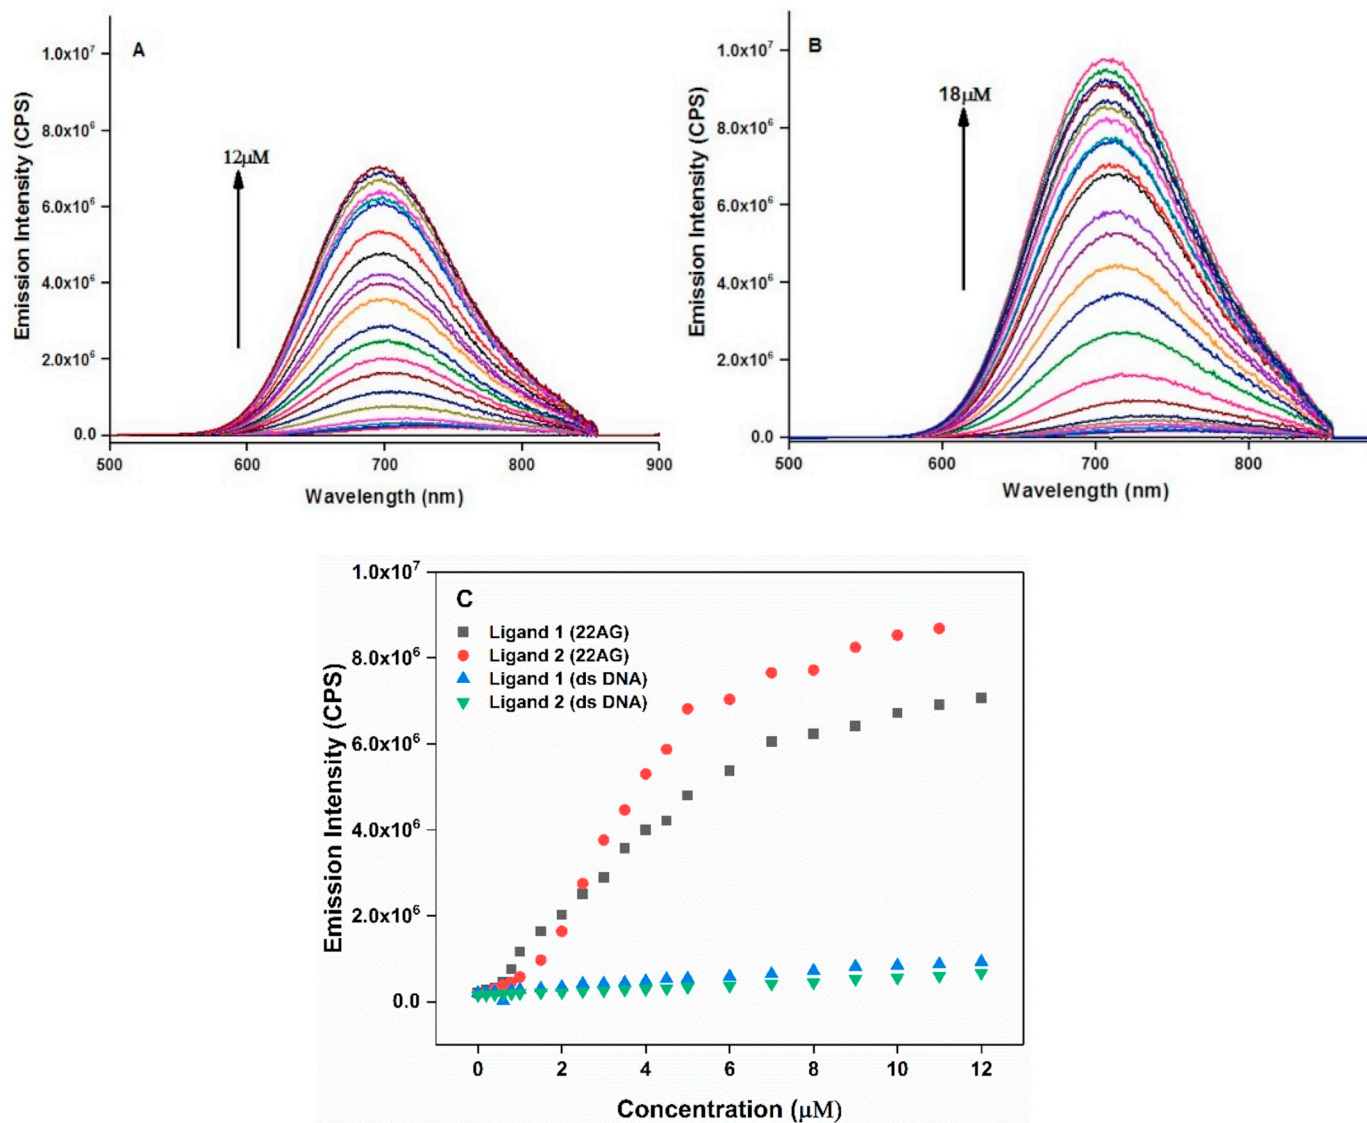 A
1.0x10⁷
8.0x10⁶
6.0x10⁶
4.0x10⁶
2.0x10⁶
0.0
Emission Intensity (CPS)
12μM
500 600 700 800 900
Wavelength (nm)
B
1.0x10⁷
8.0x10⁶
6.0x10⁶
4.0x10⁶
2.0x10⁶
0.0
Emission Intensity (CPS)
18μM
500 600 700 800
Wavelength (nm)
C
1.0x10⁷
8.0x10⁶
6.0x10⁶
4.0x10⁶
2.0x10⁶
0.0
Emission Intensity (CPS)
Ligand 1 (22AG)
Ligand 2 (22AG)
Ligand 1 (ds DNA)
Ligand 2 (ds DNA)
0 2 4 6 8 10 12
Concentration (μM)